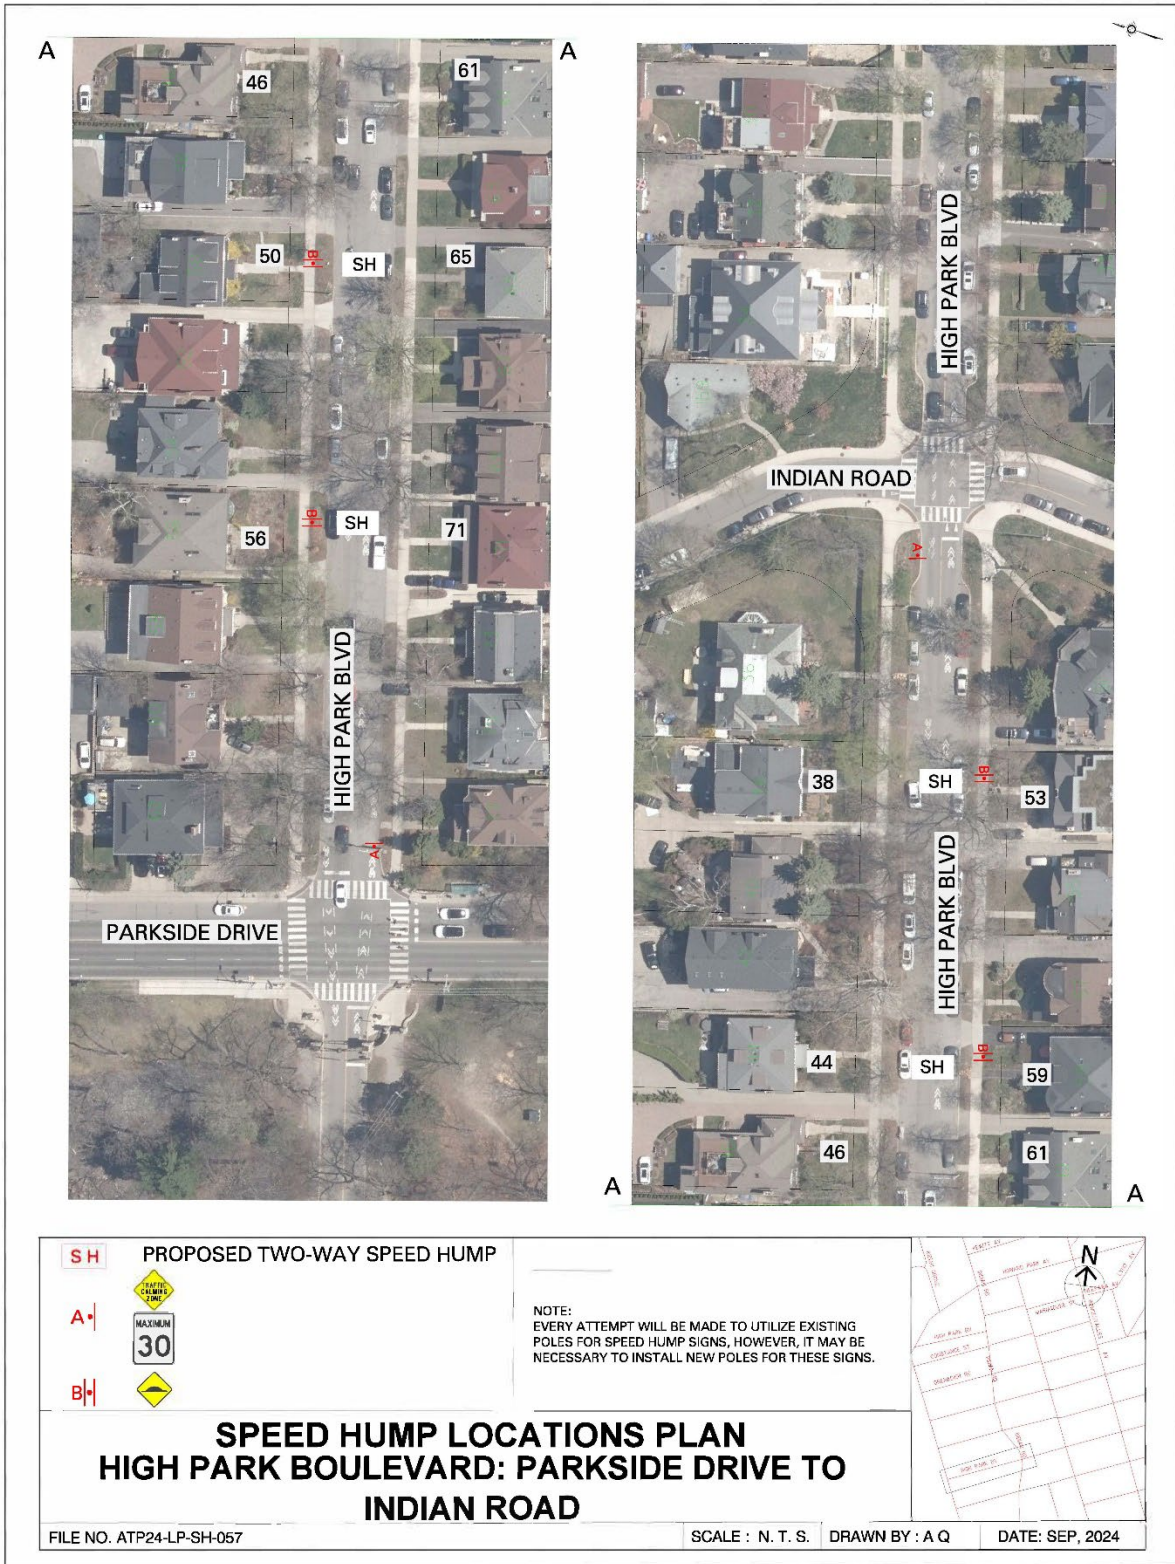 A
A
46
61
50
B
SH
65
56
B
SH
71
HIGH PARK BLVD
A
PARKSIDE DRIVE
HIGH PARK BLVD
INDIAN ROAD
A
36
38
SH
B
53
HIGH PARK BLVD
44
SH
B
59
46
61
A
A
SH
PROPOSED TWO-WAY SPEED HUMP
TRAFFIC
CALMING
ZONE
A
MAXIMUM
30
B
NOTE:
EVERY ATTEMPT WILL BE MADE TO UTILIZE EXISTING
POLES FOR SPEED HUMP SIGNS, HOWEVER, IT MAY BE
NECESSARY TO INSTALL NEW POLES FOR THESE SIGNS.
N
SPEED HUMP LOCATIONS PLAN
HIGH PARK BOULEVARD: PARKSIDE DRIVE TO
INDIAN ROAD
FILE NO. ATP24-LP-SH-057
SCALE : N. T. S.
DRAWN BY : A Q
DATE: SEP, 2024